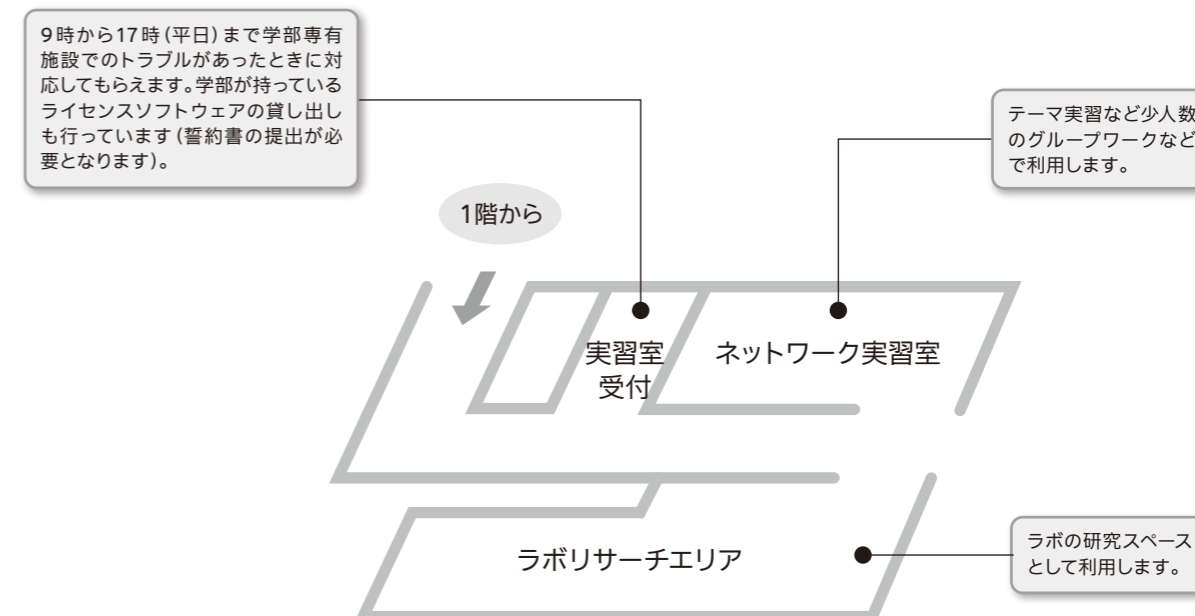 9時から17時(平日)まで学部専有
施設でのトラブルがあったときに対
応してもらえます。学部が持っている
ライセンスソフトウェアの貸し出し
も行っています(誓約書の提出が必
要となります)。
テーマ実習など少人数
のグループワークなど
で利用します。
1階から
実習室
受付
ネットワーク実習室
ラボリサーチエリア
ラボの研究スペース
として利用します。